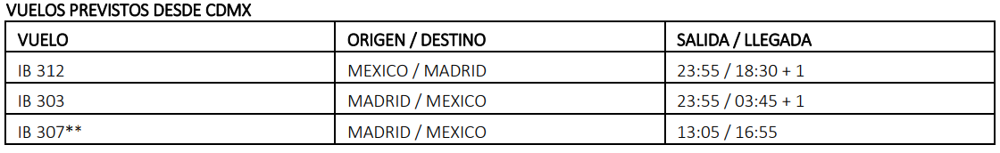 VUELOS PREVISTOS DESDE CDMX
VUELO ORIGEN / DESTINO SALIDA / LLEGADA
IB 312 MEXICO / MADRID 23:55 / 18:30 + 1
IB 303 MADRID / MEXICO 23:55 / 03:45 + 1
IB 307** MADRID / MEXICO 13:05 / 16:55